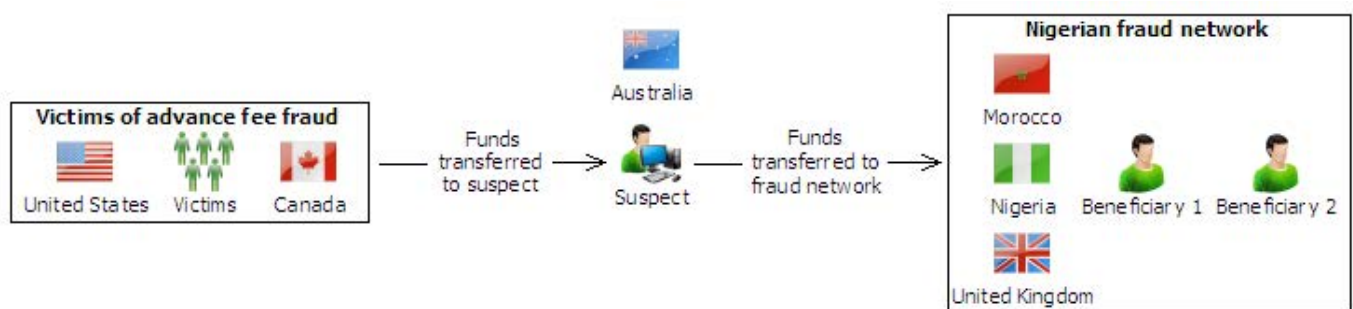 Victims of advance fee fraud
United States
Victims
Canada
Funds
transferred
to suspect
Australia
Suspect
Funds
transferred to
fraud network
Nigerian fraud network
Morocco
Nigeria
Beneficiary 1
Beneficiary 2
United Kingdom